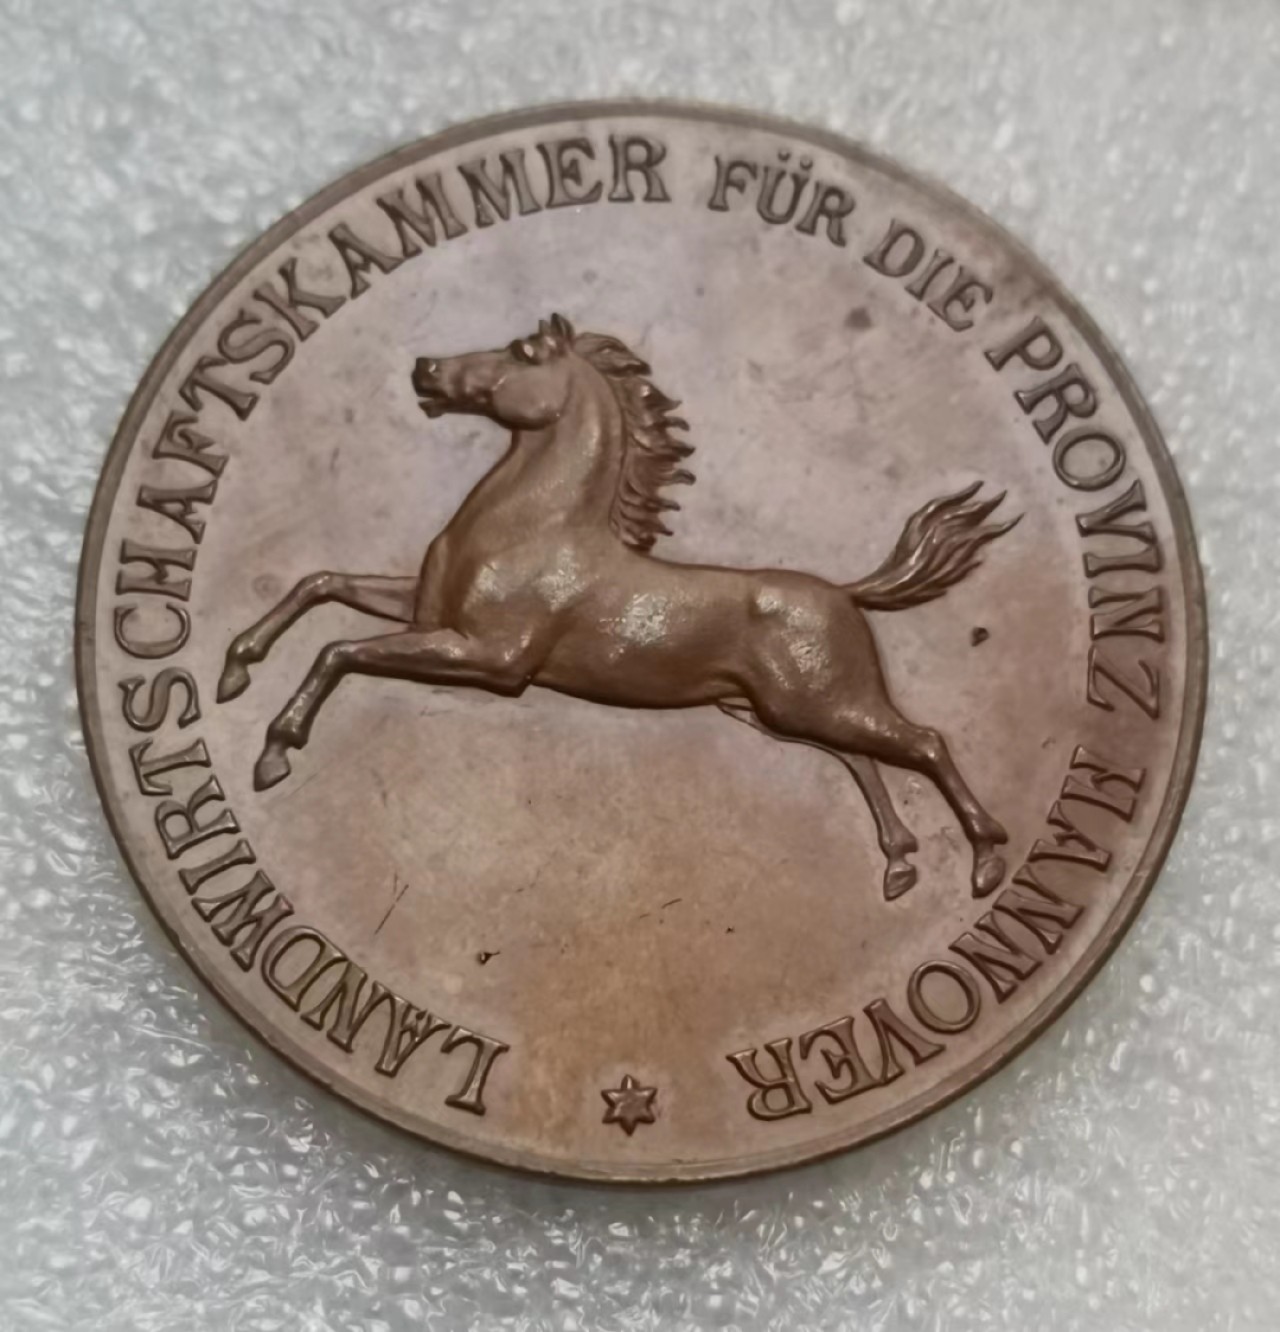 LANDWIRTSCHAFTSKAMMER FÜR DIE PROVINZ HANNOVER